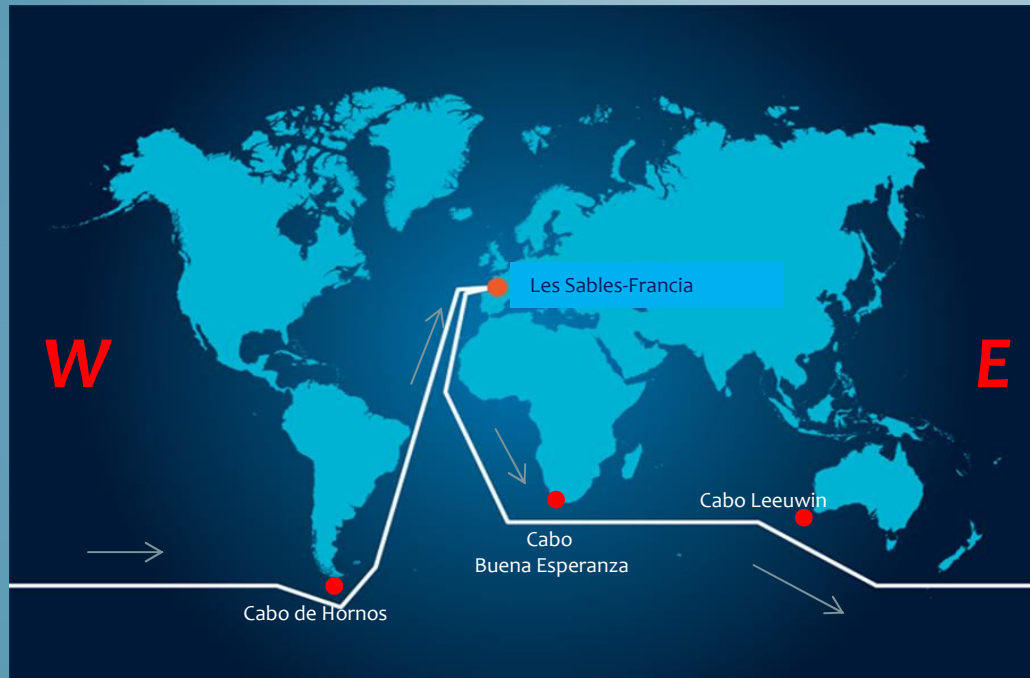 Les Sables-Francia
W
E
Cabo Leeuwin
Cabo
Buena Esperanza
Cabo de Hornos